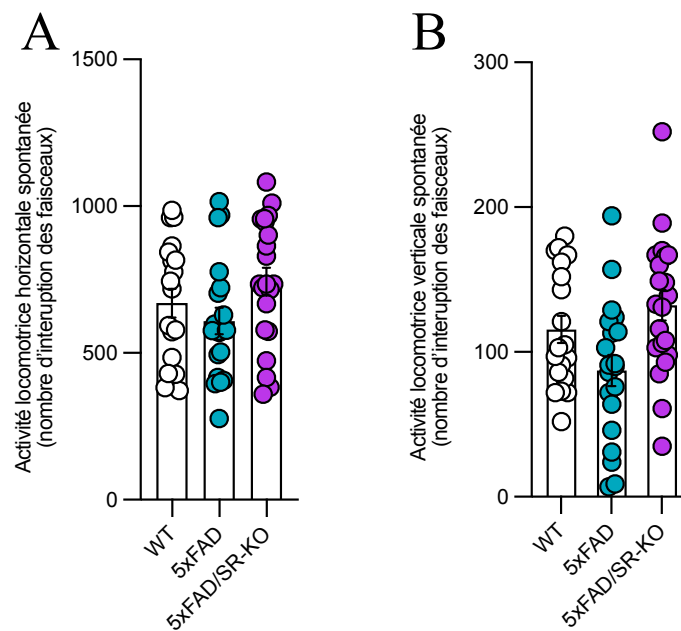 A
Activité locomotrice horizontale spontanée
(nombre d'interuption des faisceaux)
1500
1000
500
0
WT
5xFAD
5xFAD/SR-KO
B
Activité locomotrice verticale spontanée
(nombre d'interuption des faisceaux)
300
200
100
0
WT
5xFAD
5xFAD/SR-KO